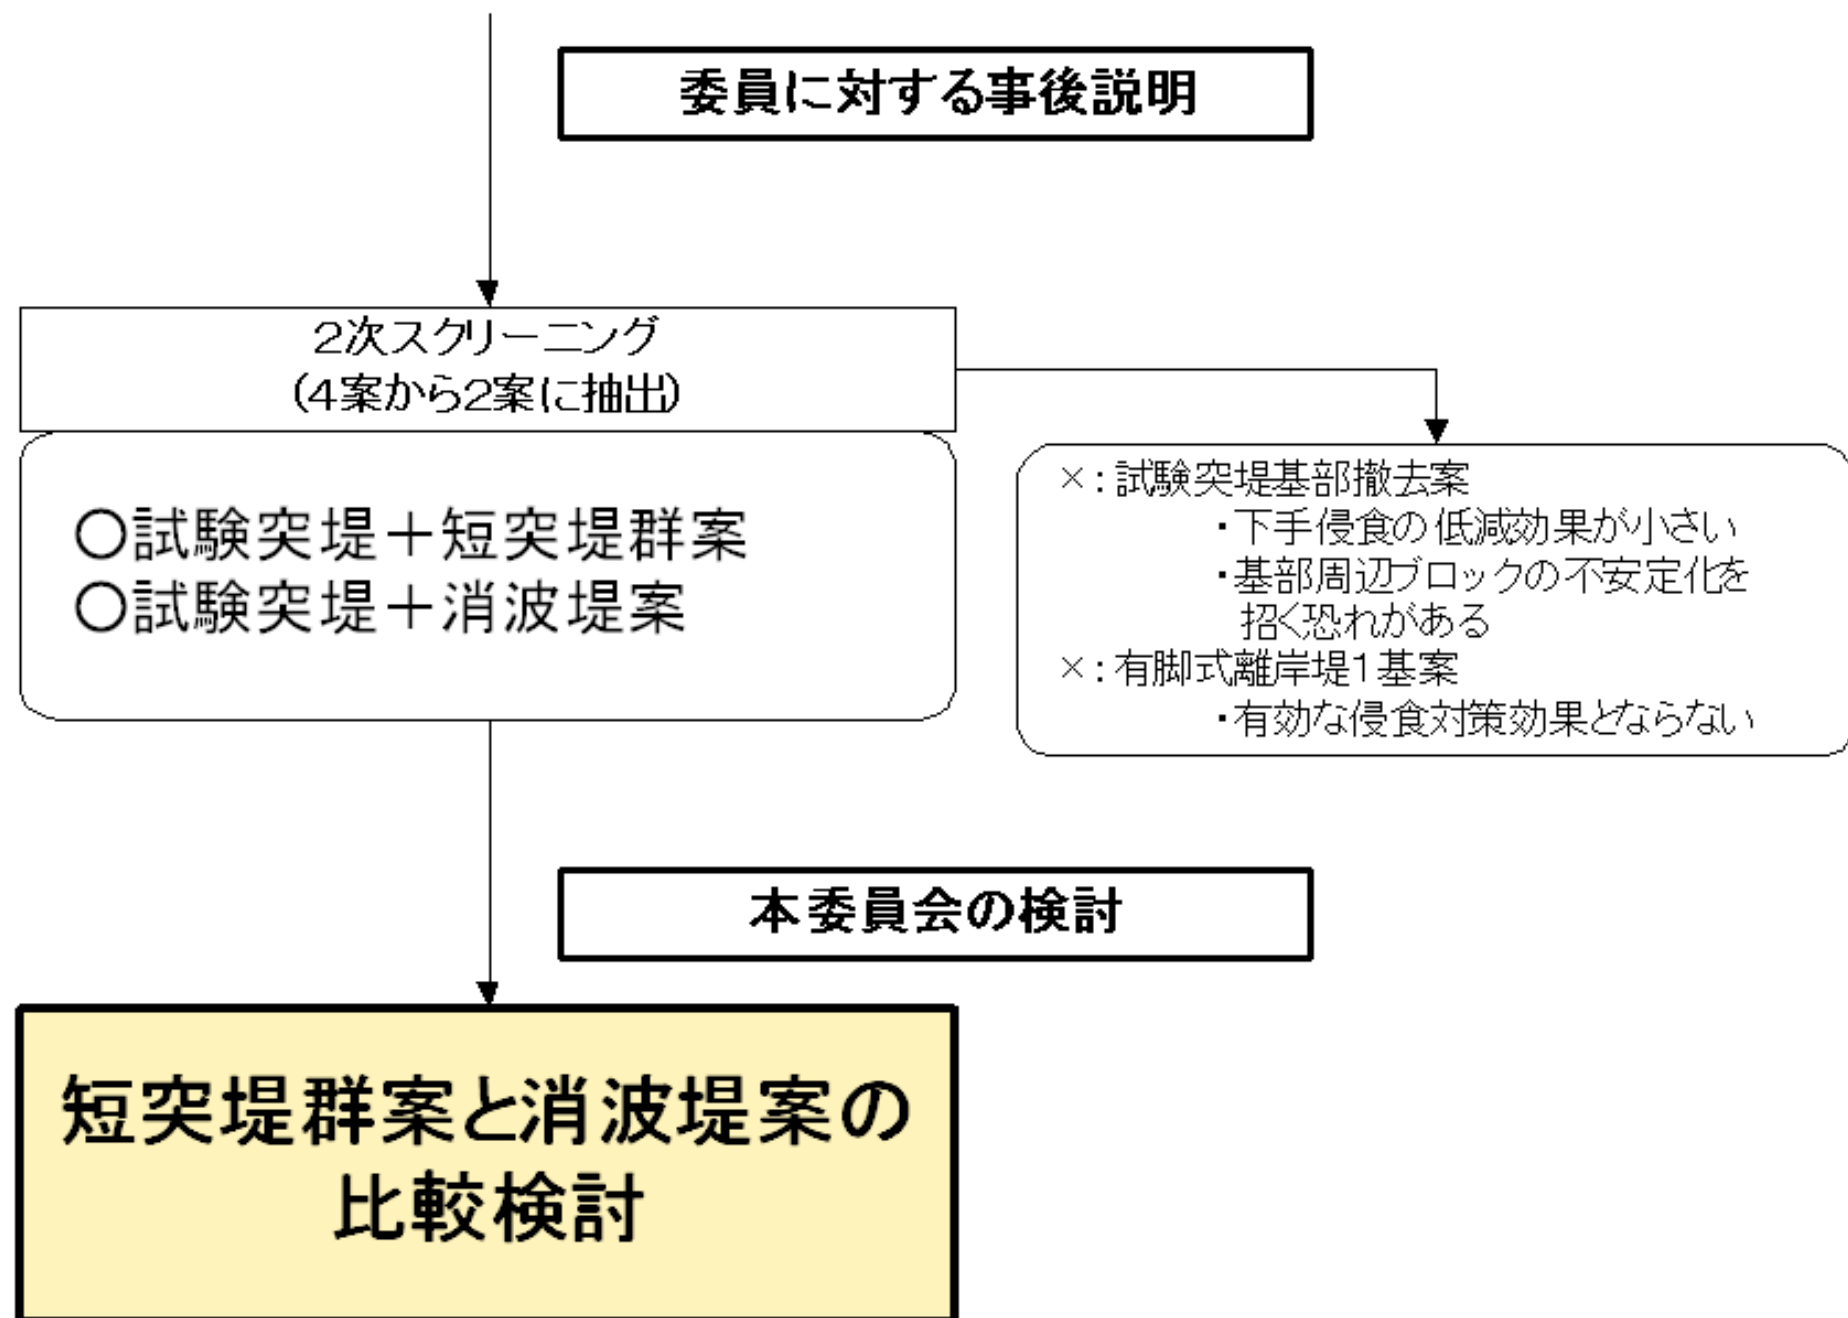 委員に対する事後説明
2次スクリーニング
(4案から2案に抽出)
○試験突堤＋短突堤群案
○試験突堤＋消波堤案
×：試験突堤基部撤去案
・下手侵食の低減効果が小さい
・基部周辺ブロックの不安定化を
招く恐れがある
×：有脚式離岸堤1基案
・有効な侵食対策効果とならない
本委員会の検討
短突堤群案と消波堤案の
比較検討